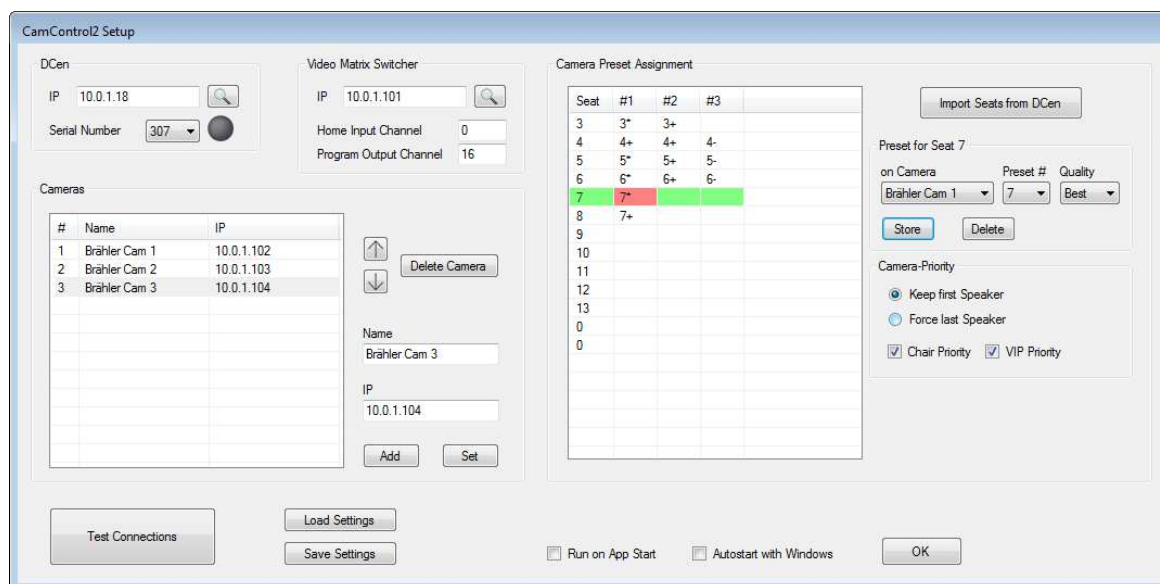 CamControl2 Setup
DCen
IP 10.0.1.18
Serial Number 307
Video Matrix Switcher
IP 10.0.1.101
Home Input Channel 0
Program Output Channel 16
Cameras
# Name IP
1 Brähler Cam 1 10.0.1.102
2 Brähler Cam 2 10.0.1.103
3 Brähler Cam 3 10.0.1.104
Delete Camera
Name
Brähler Cam 3
IP
10.0.1.104
Add Set
Camera Preset Assignment
Seat #1 #2 #3
3 3* 3+
4 4+ 4+ 4-
5 5* 5+ 5-
6 6* 6+ 6-
7 7*
8 7+
9
10
11
12
13
0
0
Import Seats from DCen
Preset for Seat 7
on Camera Preset # Quality
Brähler Cam 1 7 Best
Store Delete
Camera-Priority
Keep first Speaker
Force last Speaker
Chair Priority VIP Priority
Test Connections
Load Settings
Save Settings
Run on App Start Autostart with Windows OK